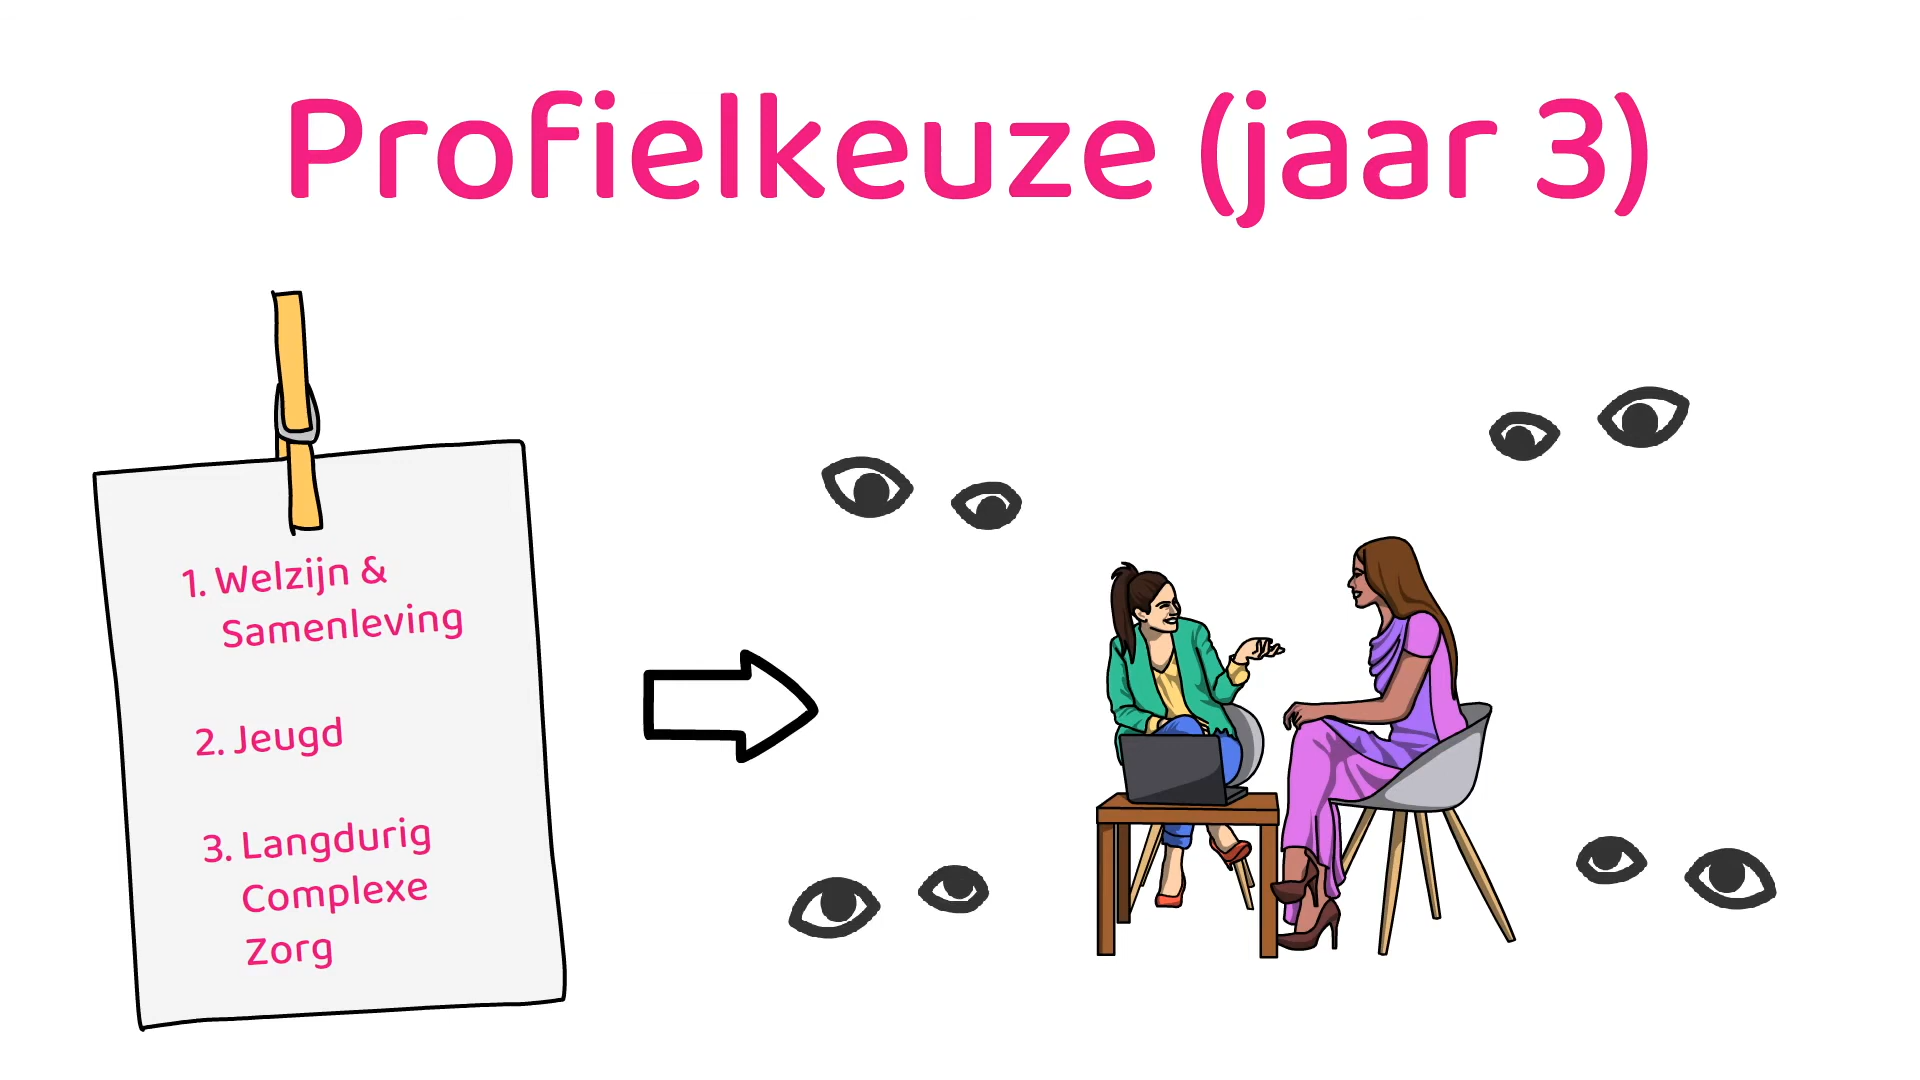 Profielkeuze (jaar 3)
1. Welzijn &
Samenleving
2. Jeugd
3. Langdurig
Complexe
Zorg